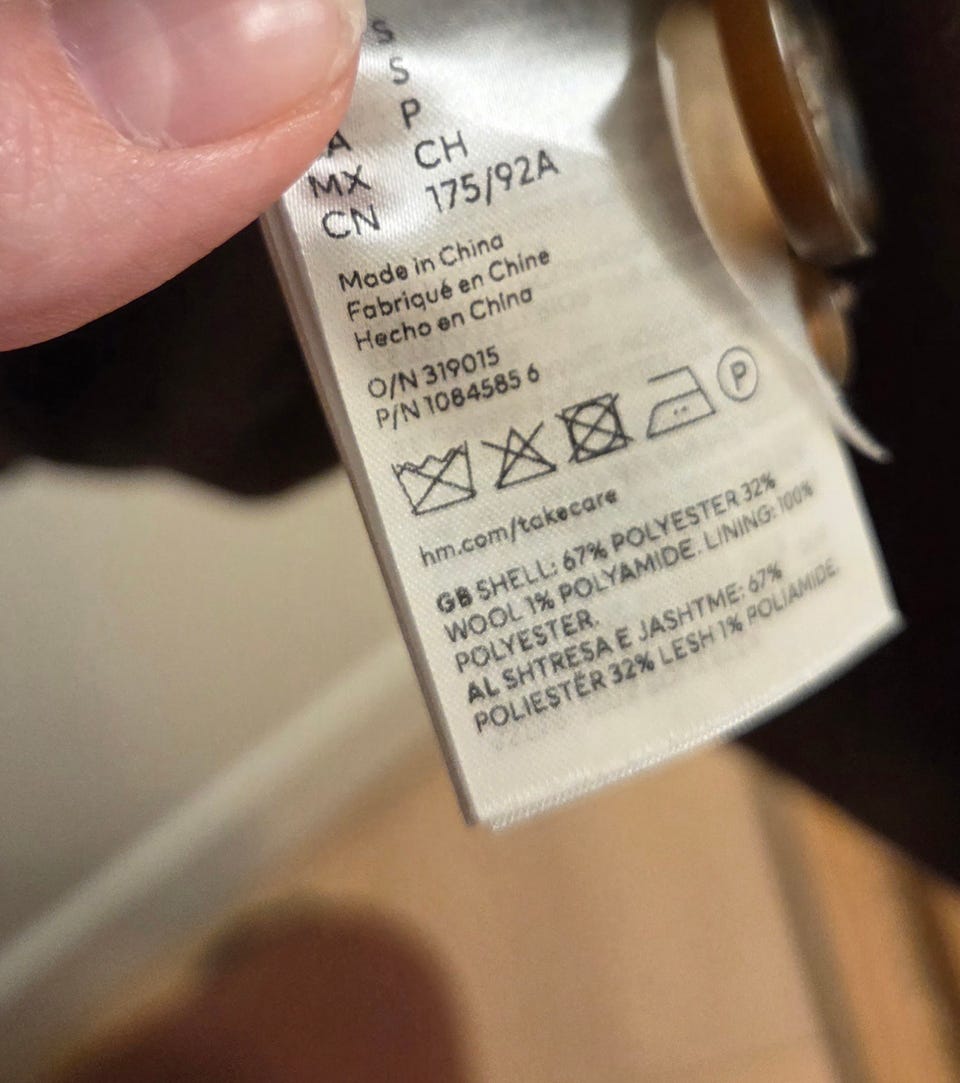 S
S
P
A CH
MX 175/92A
CN
Made in China
Fabriqué en Chine
Hecho en China
O/N 319015
P/N 1084585 6
P
hm.com/takecare
GB SHELL: 67% POLYESTER 32%
WOOL 1% POLYAMIDE. LINING: 100%
POLYESTER.
AL SHTRESA E JASHTME: 67%
POLIESTËR 32% LESH 1% POLIAMIDE.